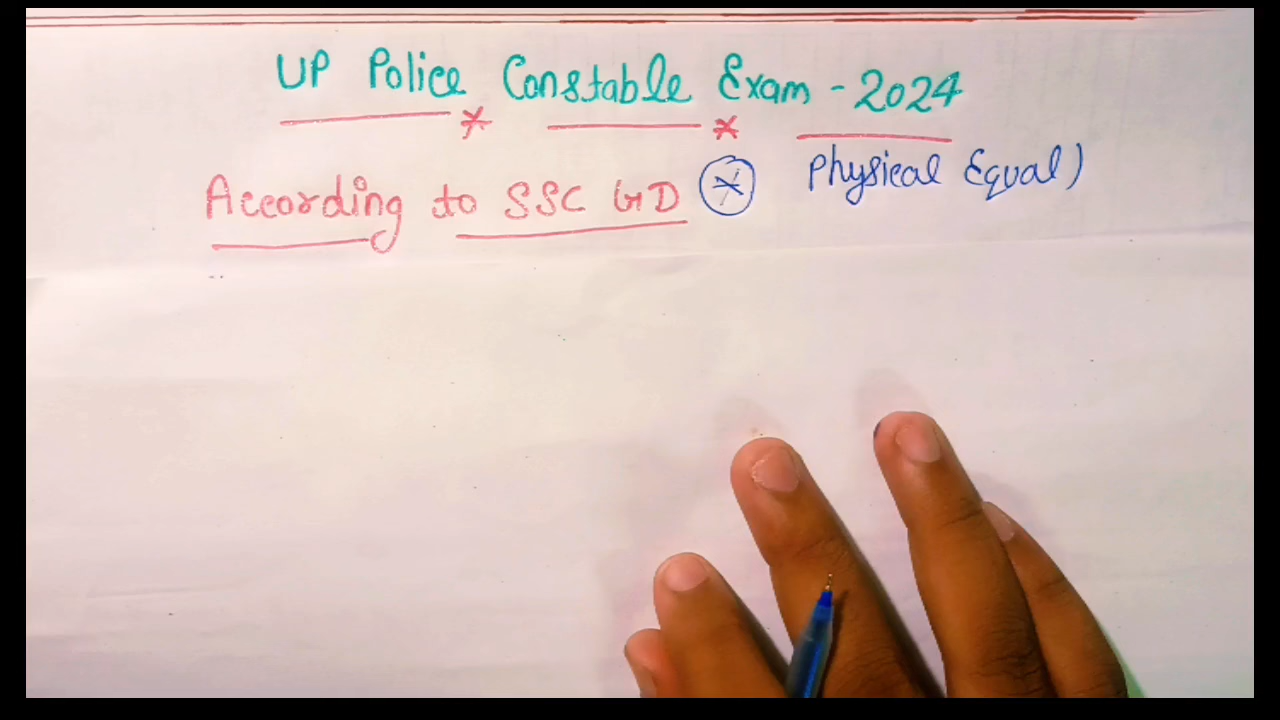 UP Police Constable Exam - 2024
According to SSC GD
Physical Equal)